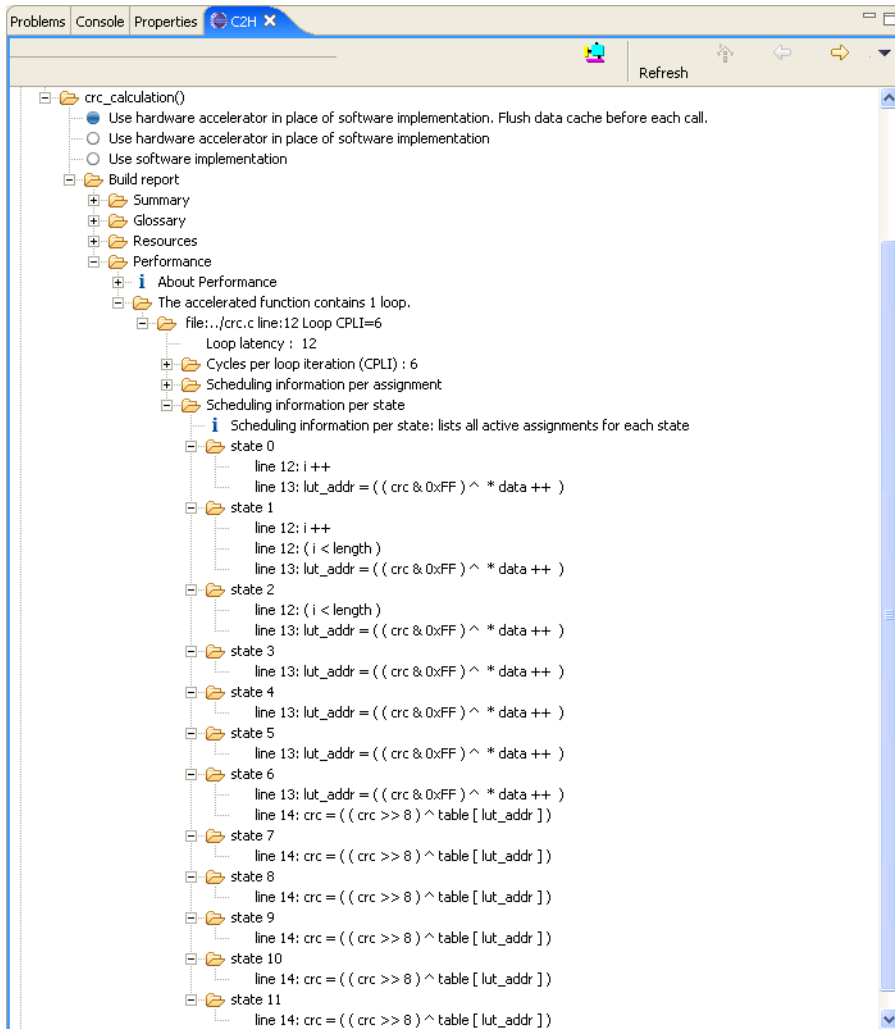 Problems Console Properties C2H
Refresh
crc_calculation()
Use hardware accelerator in place of software implementation. Flush data cache before each call.
Use hardware accelerator in place of software implementation
Use software implementation
Build report
Summary
Glossary
Resources
Performance
About Performance
The accelerated function contains 1 loop.
file:../crc.c line:12 Loop CPLI=6
Loop latency : 12
Cycles per loop iteration (CPLI) : 6
Scheduling information per assignment
Scheduling information per state
Scheduling information per state: lists all active assignments for each state
state 0
line 12: i ++
line 13: lut_addr = ( ( crc & 0xFF ) ^ * data ++ )
state 1
line 12: i ++
line 12: ( i < length )
line 13: lut_addr = ( ( crc & 0xFF ) ^ * data ++ )
state 2
line 12: ( i < length )
line 13: lut_addr = ( ( crc & 0xFF ) ^ * data ++ )
state 3
line 13: lut_addr = ( ( crc & 0xFF ) ^ * data ++ )
state 4
line 13: lut_addr = ( ( crc & 0xFF ) ^ * data ++ )
state 5
line 13: lut_addr = ( ( crc & 0xFF ) ^ * data ++ )
state 6
line 13: lut_addr = ( ( crc & 0xFF ) ^ * data ++ )
line 14: crc = ( ( crc >> 8 ) ^ table [ lut_addr ] )
state 7
line 14: crc = ( ( crc >> 8 ) ^ table [ lut_addr ] )
state 8
line 14: crc = ( ( crc >> 8 ) ^ table [ lut_addr ] )
state 9
line 14: crc = ( ( crc >> 8 ) ^ table [ lut_addr ] )
state 10
line 14: crc = ( ( crc >> 8 ) ^ table [ lut_addr ] )
state 11
line 14: crc = ( ( crc >> 8 ) ^ table [ lut_addr ] )